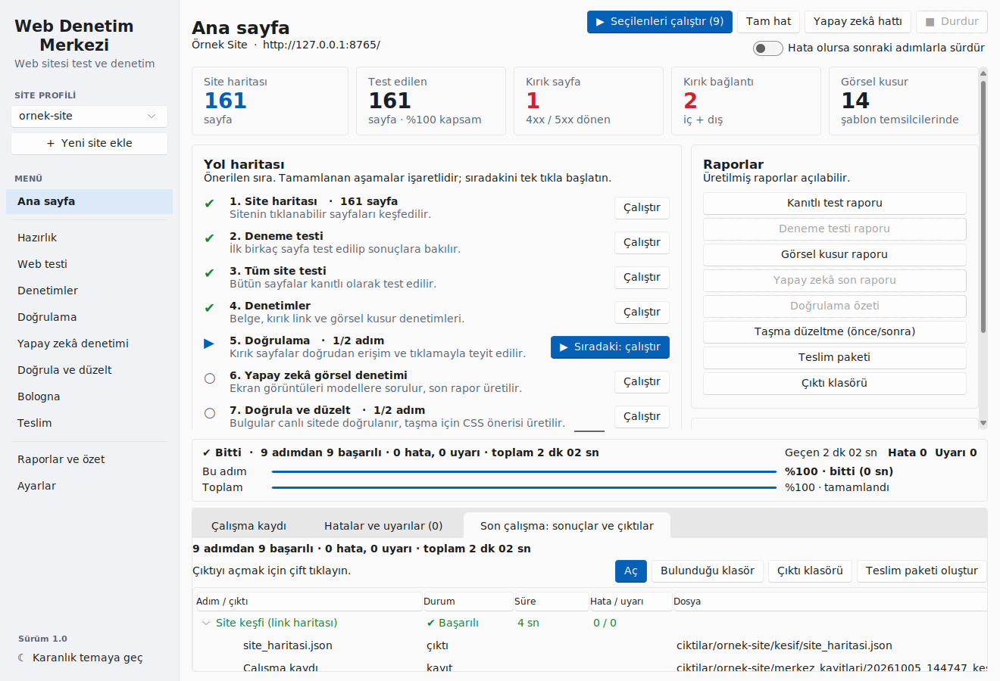 Web Denetim
Merkezi
Web sitesi test ve denetim
SİTE PROFİLİ
ornek-site
+ Yeni site ekle
MENÜ
Ana sayfa
Hazırlık
Web testi
Denetimler
Doğrulama
Yapay zekâ denetimi
Doğrula ve düzelt
Bologna
Teslim
Raporlar ve özet
Ayarlar
Sürüm 1.0
☾ Karanlık temaya geç
Ana sayfa
Örnek Site · http://127.0.0.1:8765/
▶ Seçilenleri çalıştır (9) Tam hat Yapay zekâ hattı ■ Durdur
Hata olursa sonraki adımlarla sürdür
Site haritası
161
sayfa
Test edilen
161
sayfa · %100 kapsam
Kırık sayfa
1
4xx / 5xx dönen
Kırık bağlantı
2
iç + dış
Görsel kusur
14
şablon temsilcilerinde
Yol haritası
Önerilen sıra. Tamamlanan aşamalar işaretlidir; sıradakini tek tıkla başlatın.
✔ 1. Site haritası · 161 sayfa
Sitenin tıklanabilir sayfaları keşfedilir.
Çalıştır
✔ 2. Deneme testi
İlk birkaç sayfa test edilip sonuçlara bakılır.
Çalıştır
✔ 3. Tüm site testi
Bütün sayfalar kanıtlı olarak test edilir.
Çalıştır
✔ 4. Denetimler
Belge, kırık link ve görsel kusur denetimleri.
Çalıştır
▶ 5. Doğrulama · 1/2 adım
Kırık sayfalar doğrudan erişim ve tıklamayla teyit edilir.
▶ Sıradaki: çalıştır
○ 6. Yapay zekâ görsel denetimi
Ekran görüntüleri modellere sorulur, son rapor üretilir.
Çalıştır
○ 7. Doğrula ve düzelt · 1/2 adım
Bulgular canlı sitede doğrulanır, taşma için CSS önerisi üretilir.
Çalıştır
Raporlar
Üretilmiş raporlar açılabilir.
Kanıtlı test raporu
Deneme testi raporu
Görsel kusur raporu
Yapay zekâ son raporu
Doğrulama özeti
Taşma düzeltme (önce/sonra)
Teslim paketi
Çıktı klasörü
✔ Bitti · 9 adımdan 9 başarılı · 0 hata, 0 uyarı · toplam 2 dk 02 sn
Geçen 2 dk 02 sn Hata 0 Uyarı 0
Bu adım %100 · bitti (0 sn)
Toplam %100 · tamamlandı
Çalışma kaydı Hatalar ve uyarılar (0) Son çalışma: sonuçlar ve çıktılar
9 adımdan 9 başarılı · 0 hata, 0 uyarı · toplam 2 dk 02 sn
Çıktıyı açmak için çift tıklayın.
Aç Bulunduğu klasör Çıktı klasörü Teslim paketi oluştur
Adım / çıktı Durum Süre Hata / uyarı Dosya
Site keşfi (link haritası) ✔ Başarılı 4 sn 0 / 0
site_haritasi.json çıktı ciktilar/ornek-site/kesif/site_haritasi.json
Çalışma kaydı kayıt ciktilar/ornek-site/merkez_kayitlari/20261005_144747_kes